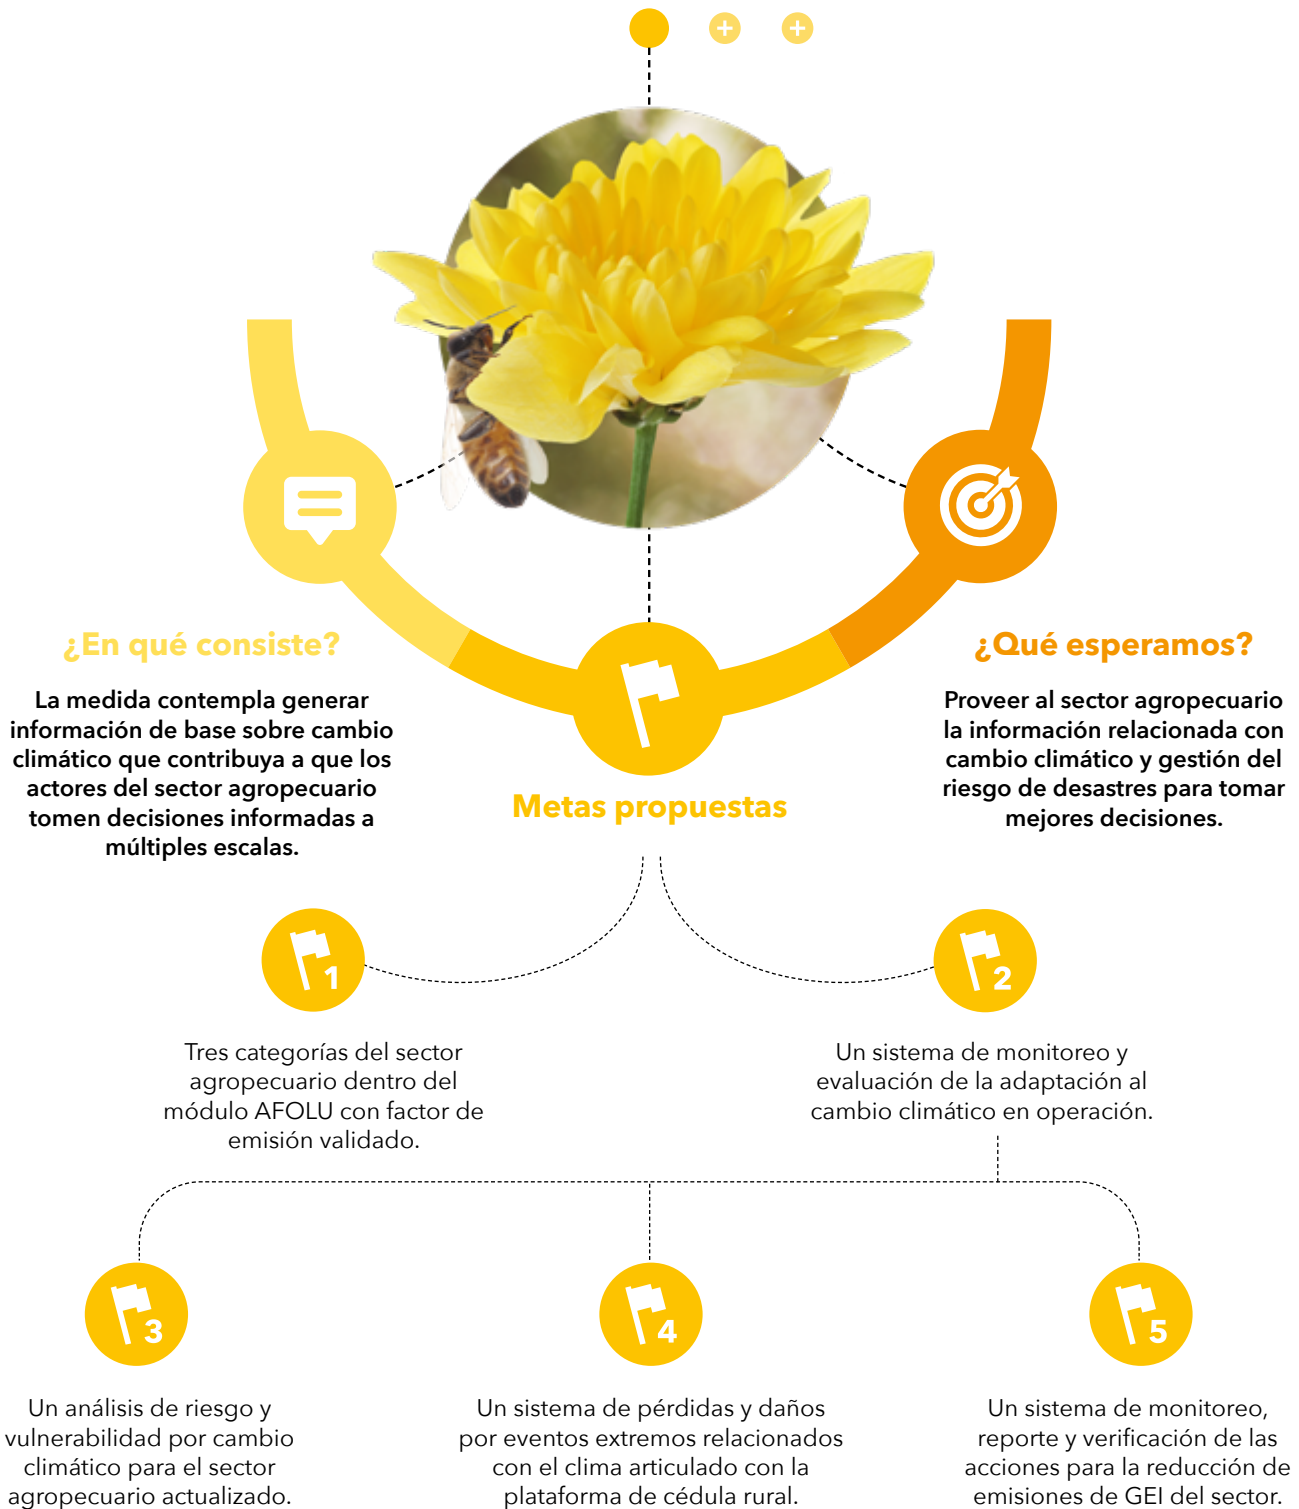 ¿En qué consiste?
La medida contempla generar
información de base sobre cambio
climático que contribuya a que los
actores del sector agropecuario
tomen decisiones informadas a
múltiples escalas.
Metas propuestas
¿Qué esperamos?
Proveer al sector agropecuario
la información relacionada con
cambio climático y gestión del
riesgo de desastres para tomar
mejores decisiones.
1
Tres categorías del sector
agropecuario dentro del
módulo AFOLU con factor de
emisión validado.
2
Un sistema de monitoreo y
evaluación de la adaptación al
cambio climático en operación.
3
Un análisis de riesgo y
vulnerabilidad por cambio
climático para el sector
agropecuario actualizado.
4
Un sistema de pérdidas y daños
por eventos extremos relacionados
con el clima articulado con la
plataforma de cédula rural.
5
Un sistema de monitoreo,
reporte y verificación de las
acciones para la reducción de
emisiones de GEI del sector.